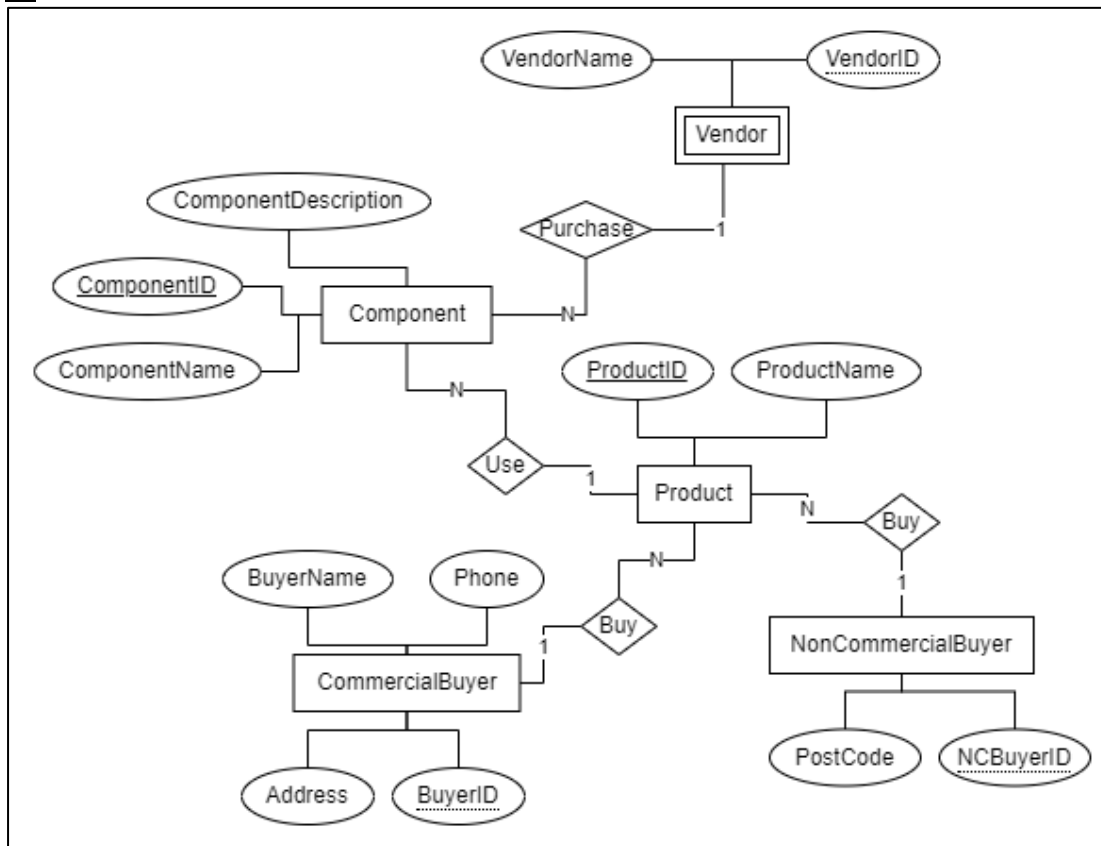 VendorName
VendorID
Vendor
ComponentDescription
Purchase
1
ComponentID
Component
N
ComponentName
ProductID
ProductName
N
Use
1
Product
N
Buy
N
1
BuyerName
Phone
Buy
1
NonCommercialBuyer
CommercialBuyer
PostCode
NCBuyerID
Address
BuyerID